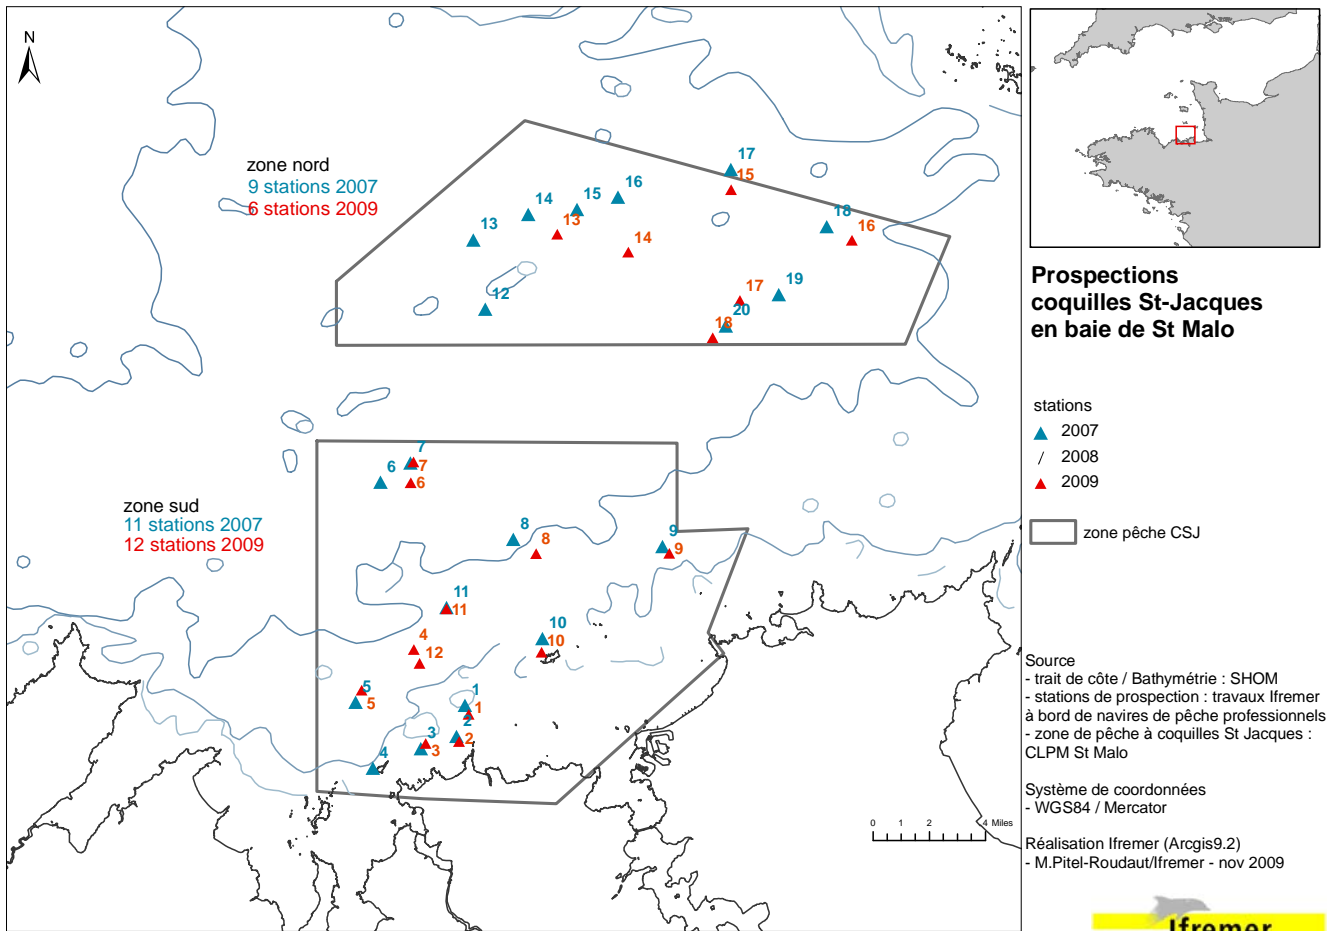 N
zone nord
9 stations 2007
6 stations 2009
17
15
16
14
15
13
13
14
18
16
12
17
19
20
18
7
6
7
6
zone sud
11 stations 2007
12 stations 2009
8
8
9
9
11
11
10
10
4
12
5
5
1
1
2
2
3
3
4
0 2 4 Miles
Prospections
coquilles St-Jacques
en baie de St Malo
stations
2007
2008
2009
zone pêche CSJ
Source
- trait de côte / Bathymétrie : SHOM
- stations de prospection : travaux Ifremer
à bord de navires de pêche professionnels
- zone de pêche à coquilles St Jacques :
CLPM St Malo
Système de coordonnées
- WGS84 / Mercator
Réalisation Ifremer (Arcgis9.2)
- M.Pitel-Roudaut/Ifremer - nov 2009
Ifremer